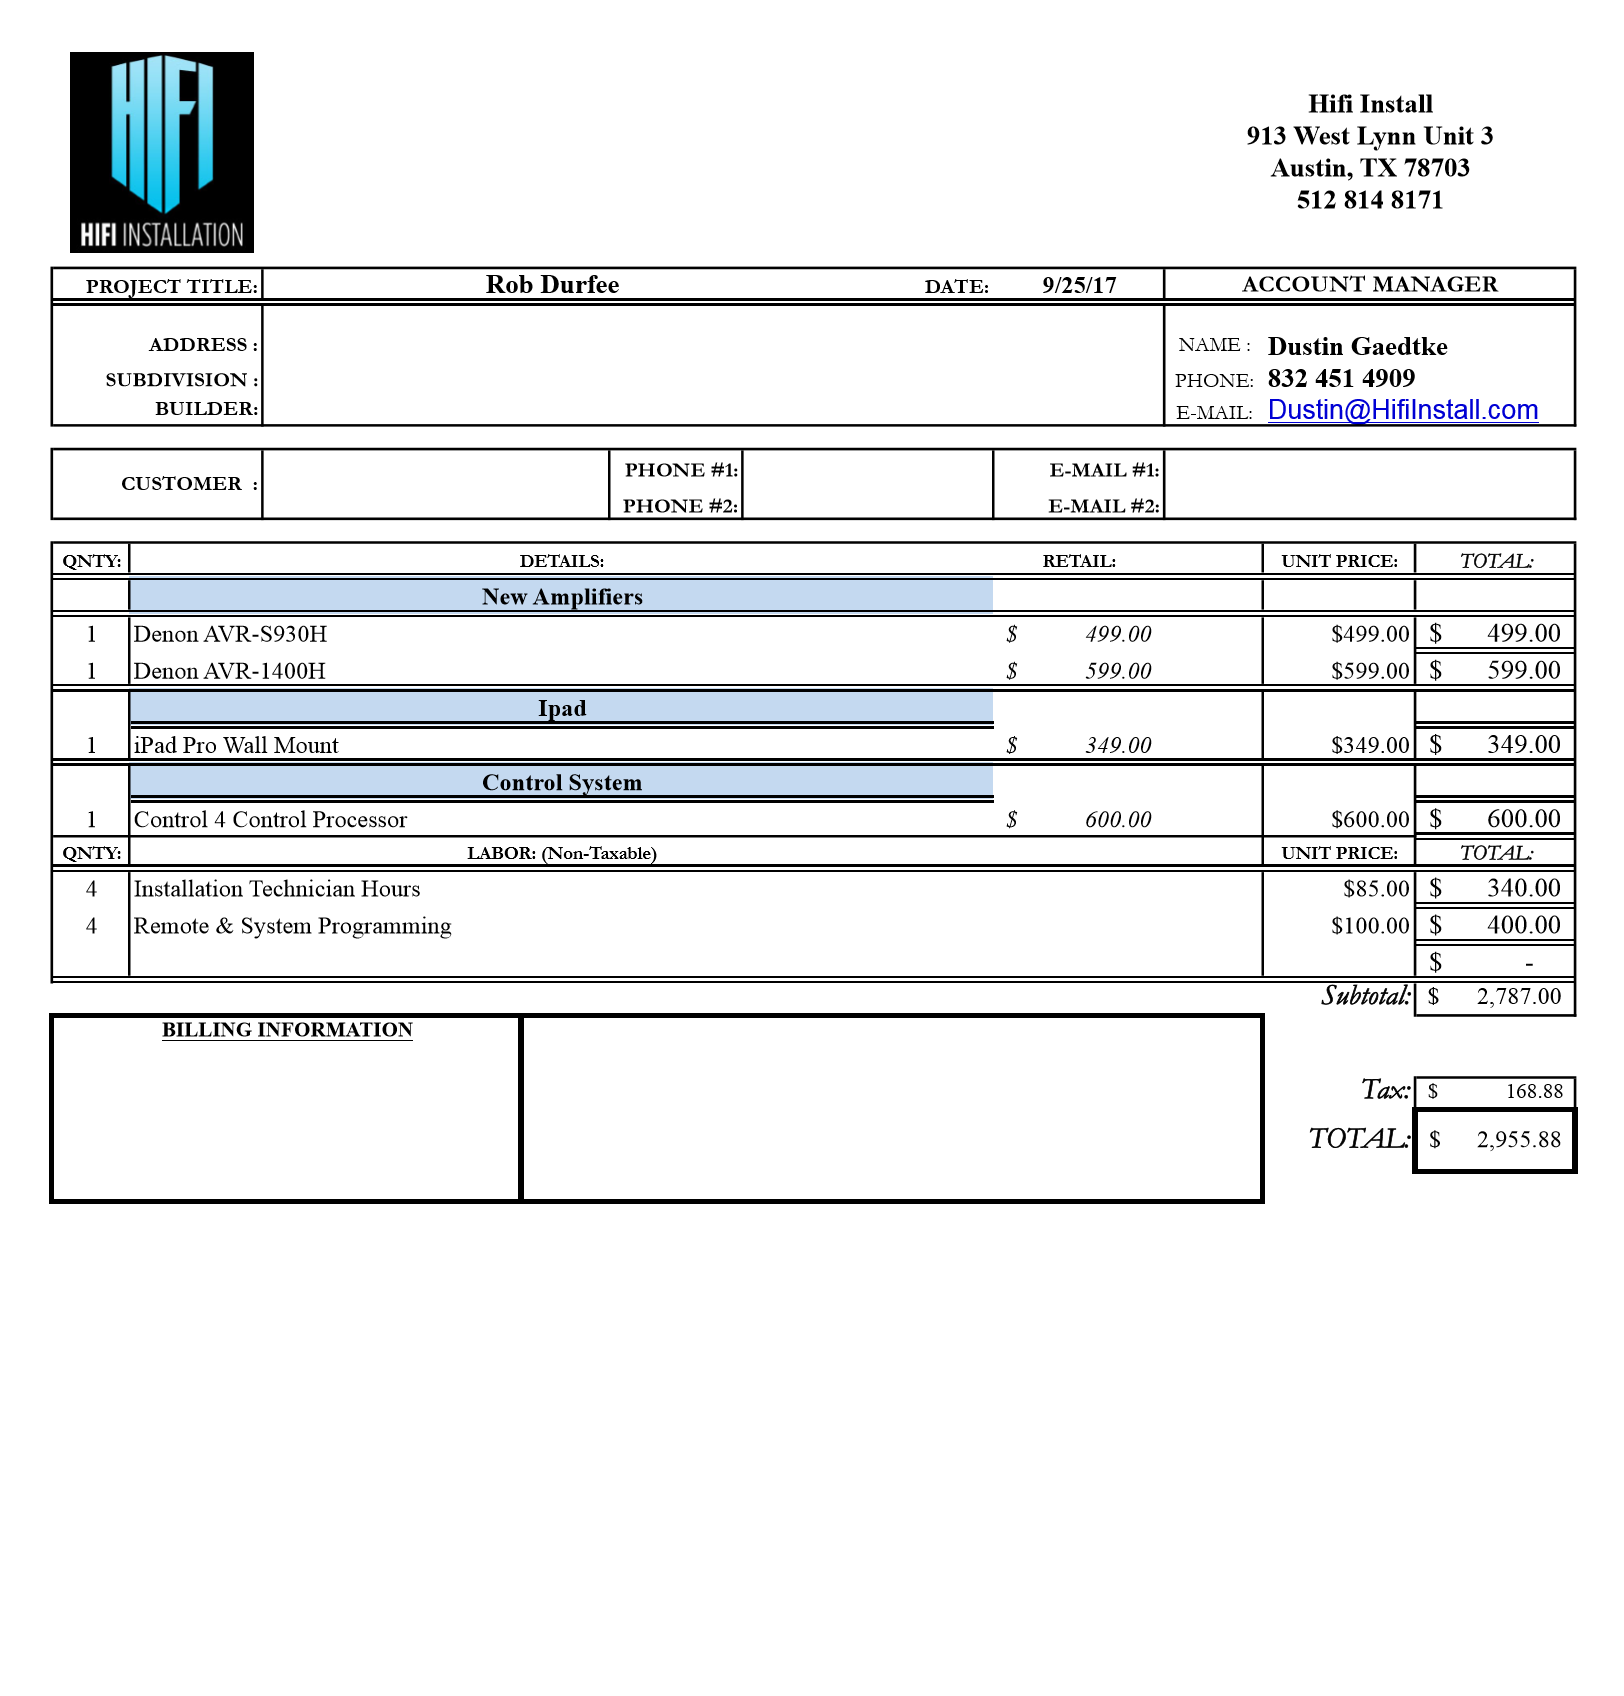 HIFI
HIFI INSTALLATION
Hifi Install
913 West Lynn Unit 3
Austin, TX 78703
512 814 8171
PROJECT TITLE: Rob Durfee DATE: 9/25/17 ACCOUNT MANAGER
ADDRESS : NAME : Dustin Gaedtke
SUBDIVISION : PHONE: 832 451 4909
BUILDER: E-MAIL: Dustin@HifiInstall.com
CUSTOMER : PHONE #1: E-MAIL #1:
PHONE #2: E-MAIL #2:
QNTY: DETAILS: RETAIL: UNIT PRICE: TOTAL:
New Amplifiers
1 Denon AVR-S930H $ 499.00 $499.00 $ 499.00
1 Denon AVR-1400H $ 599.00 $599.00 $ 599.00
Ipad
1 iPad Pro Wall Mount $ 349.00 $349.00 $ 349.00
Control System
1 Control 4 Control Processor $ 600.00 $600.00 $ 600.00
QNTY: LABOR: (Non-Taxable) UNIT PRICE: TOTAL:
4 Installation Technician Hours $85.00 $ 340.00
4 Remote & System Programming $100.00 $ 400.00
$ -
Subtotal: $ 2,787.00
BILLING INFORMATION
Tax: $ 168.88
TOTAL: $ 2,955.88